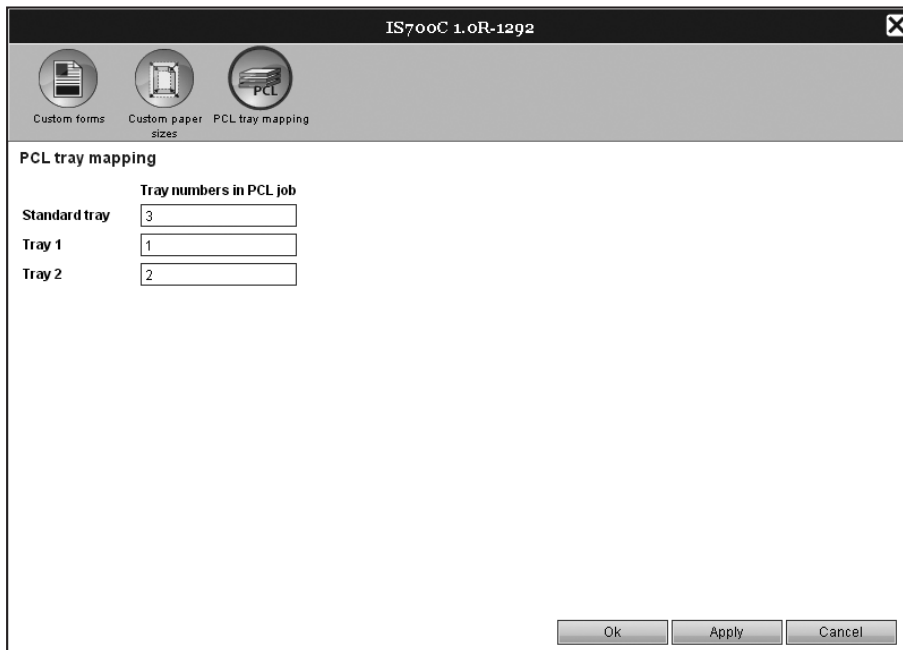 IS700C 1.0R-1292
PCL
Custom forms
Custom paper sizes
PCL tray mapping
PCL tray mapping
Tray numbers in PCL job
Standard tray 3
Tray 1 1
Tray 2 2
Ok Apply Cancel